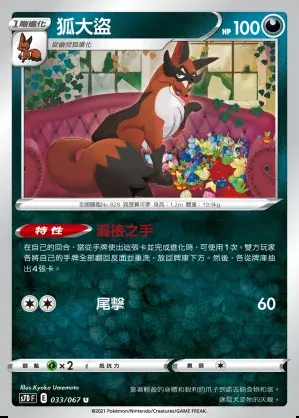 1階進化 狐大盜 HP100
從偷兒狐進化
全國圖鑑No.828 狐狸寶可夢 身高：1.2m 體重：19.9kg
特性 掠之手
在自己的回合，當從手牌使出這張卡並完成進化時，可使用1次。雙方玩家
各將自己的手牌全部翻回反面並重洗，放回牌庫下方。然後，各從牌庫抽
出4張卡。
尾擊 60
弱點 ×2 抵抗力 撤退
Illus.Kyoko Umemoto
S7D F E 033/067 U
©2021 Pokémon/Nintendo/Creatures/GAME FREAK.